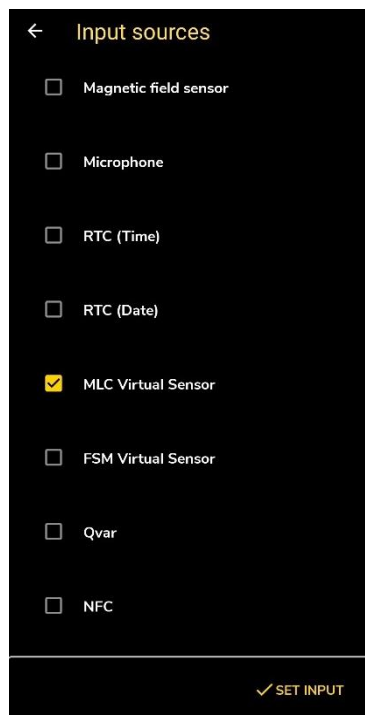 Input sources
Magnetic field sensor
Microphone
RTC (Time)
RTC (Date)
MLC Virtual Sensor
FSM Virtual Sensor
Qvar
NFC
SET INPUT